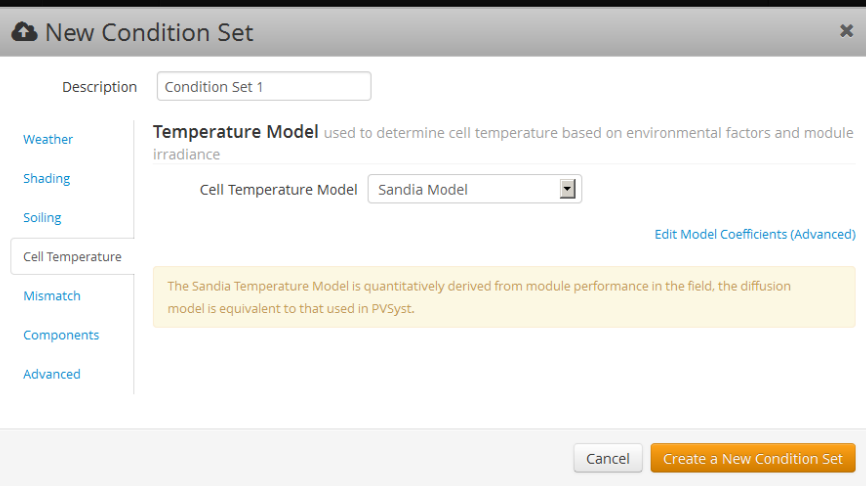 New Condition Set
Description
Condition Set 1
Weather
Shading
Soiling
Cell Temperature
Mismatch
Components
Advanced
Temperature Model used to determine cell temperature based on environmental factors and module
irradiance
Cell Temperature Model Sandia Model
Edit Model Coefficients (Advanced)
The Sandia Temperature Model is quantitatively derived from module performance in the field, the diffusion
model is equivalent to that used in PVSyst.
Cancel
Create a New Condition Set